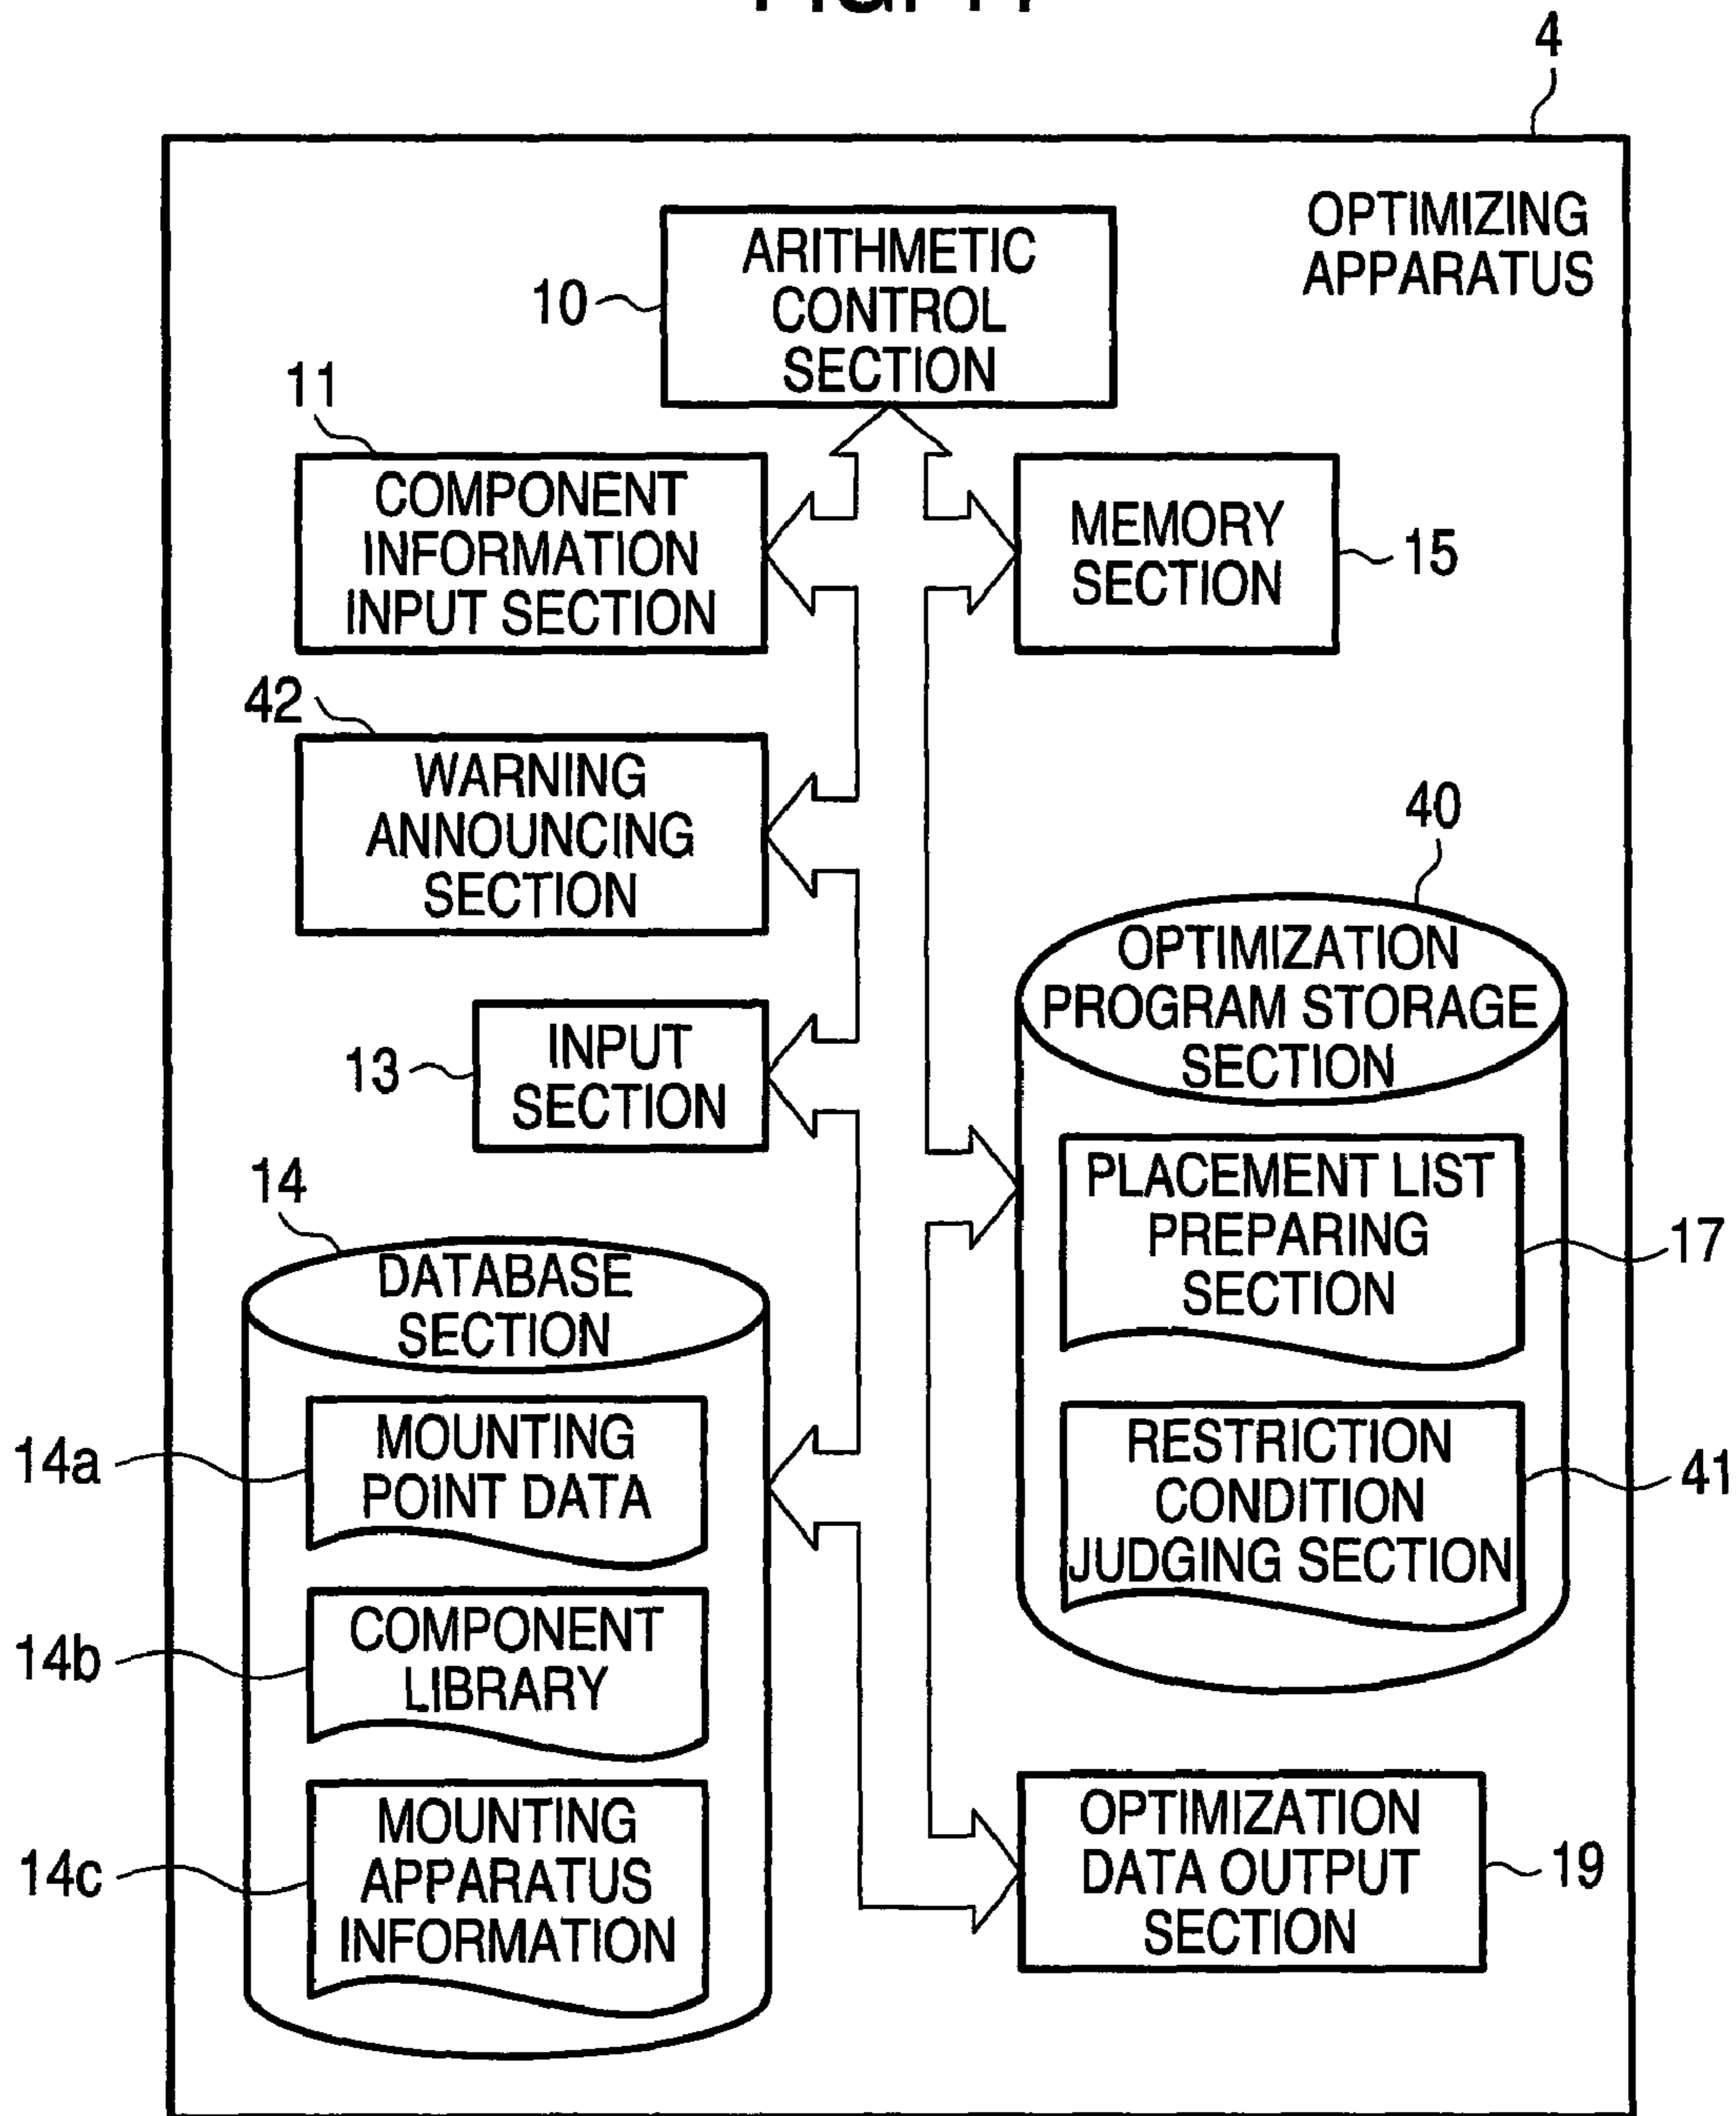 4
OPTIMIZING
APPARATUS
ARITHMETIC
CONTROL
SECTION
10
11
COMPONENT
INFORMATION
INPUT SECTION
MEMORY
SECTION
15
42
WARNING
ANNOUNCING
SECTION
40
OPTIMIZATION
PROGRAM STORAGE
SECTION
13
INPUT
SECTION
PLACEMENT LIST
PREPARING
SECTION
17
14
DATABASE
SECTION
RESTRICTION
CONDITION
JUDGING SECTION
41
14a
MOUNTING
POINT DATA
14b
COMPONENT
LIBRARY
14c
MOUNTING
APPARATUS
INFORMATION
OPTIMIZATION
DATA OUTPUT
SECTION
19